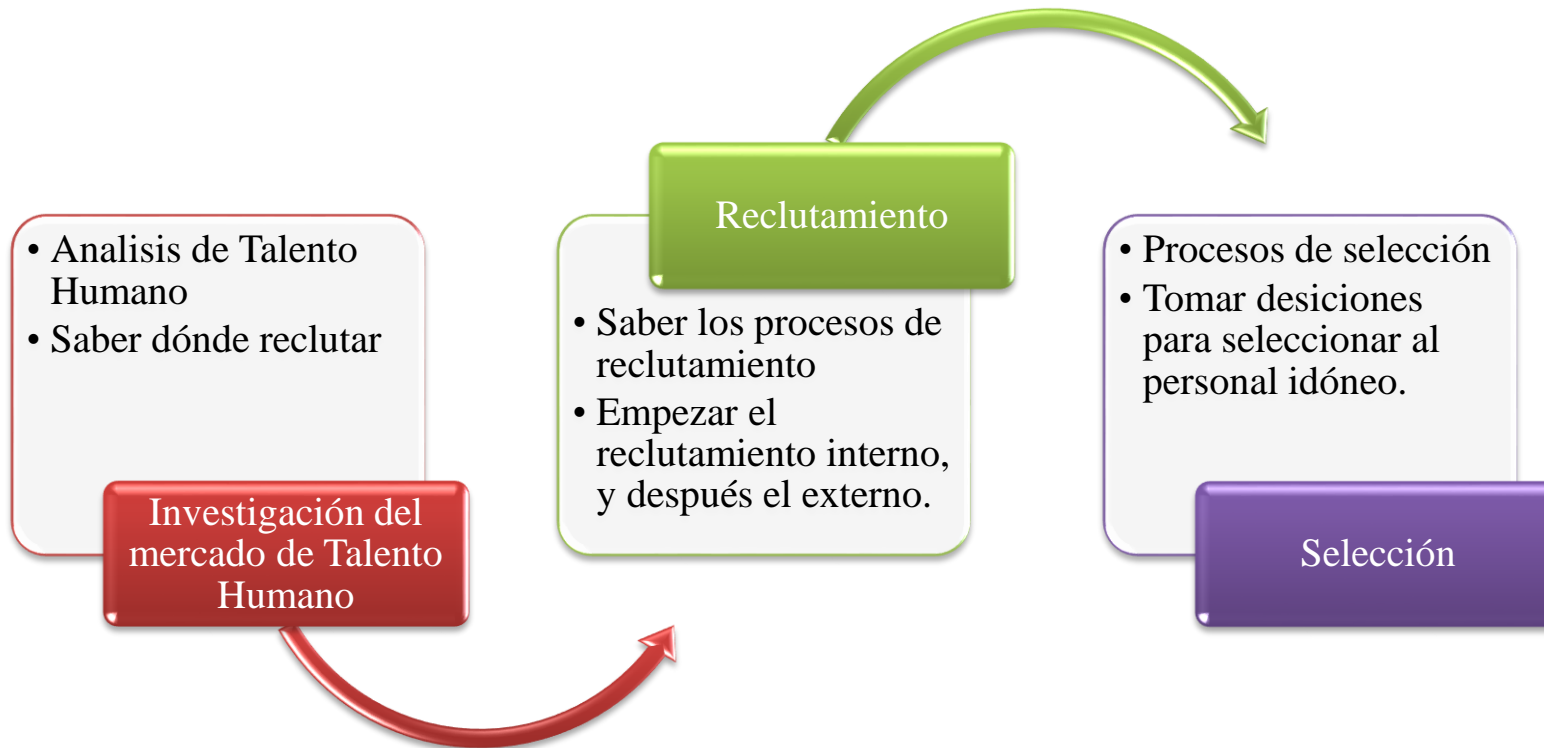 • Analisis de Talento
Humano
• Saber dónde reclutar
Investigación del
mercado de Talento
Humano
Reclutamiento
• Saber los procesos de
reclutamiento
• Empezar el
reclutamiento interno,
y después el externo.
• Procesos de selección
• Tomar desiciones
para seleccionar al
personal idóneo.
Selección